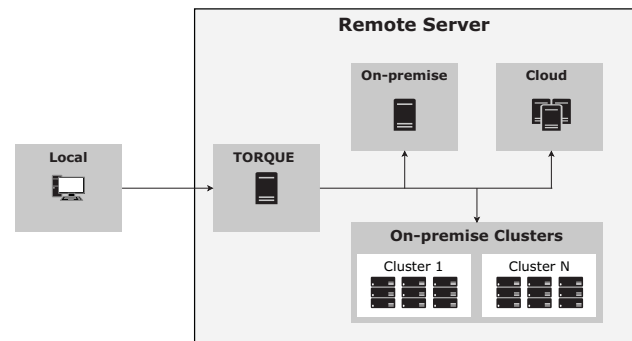 Remote Server
On-premise
Cloud
Local
TORQUE
On-premise Clusters
Cluster 1
Cluster N